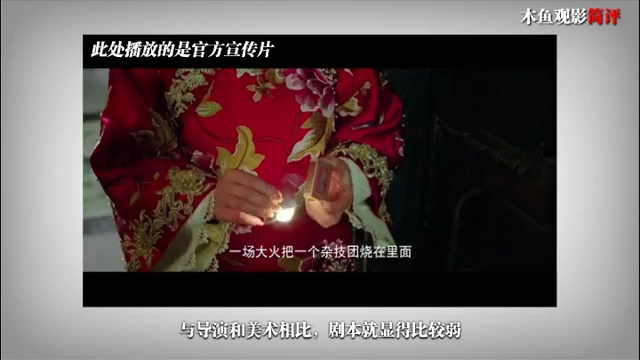 木鱼观影简评
此处播放的是官方宣传片
一场大火把一个杂技团烧在里面
与导演和美术相比，剧本就显得比较弱